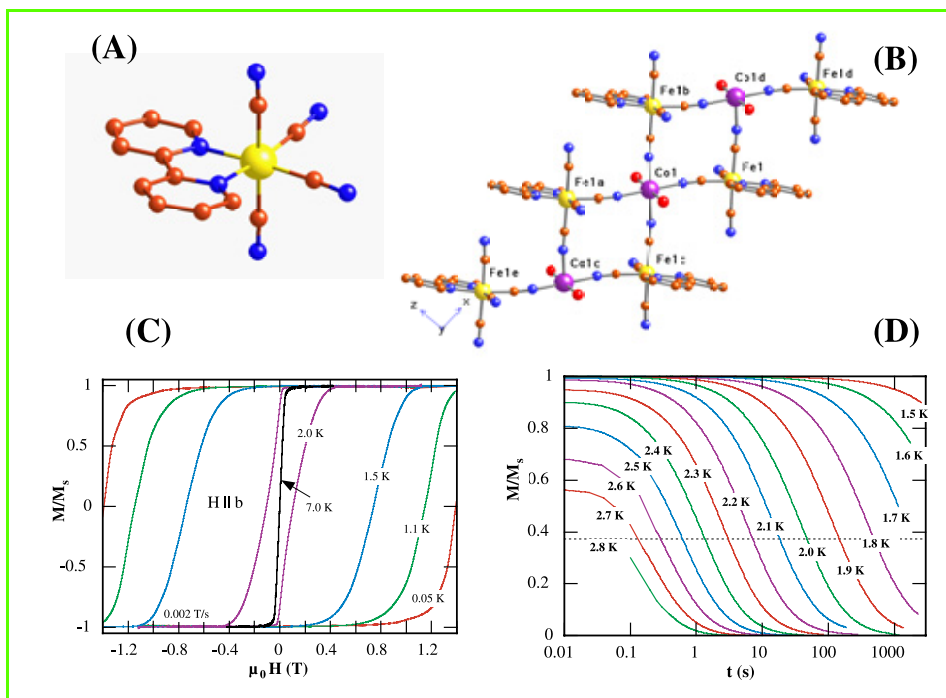 (A)
(B)
Fe1b
Co1d
Fe1d
Fe1a
Co1
Fe1
Fe1e
Co1c
Fe1c
z
y
x
(C)
(D)
M/Ms
1
0.5
0
-0.5
-1
-1.2
-0.8
-0.4
0
0.4
0.8
1.2
µ0 H (T)
H || b
2.0 K
7.0 K
1.5 K
1.1 K
0.05 K
0.002 T/s
M/Ms
1
0.8
0.6
0.4
0.2
0
0.01
0.1
1
10
100
1000
t (s)
2.8 K
2.7 K
2.6 K
2.5 K
2.4 K
2.3 K
2.2 K
2.1 K
2.0 K
1.9 K
1.8 K
1.7 K
1.6 K
1.5 K